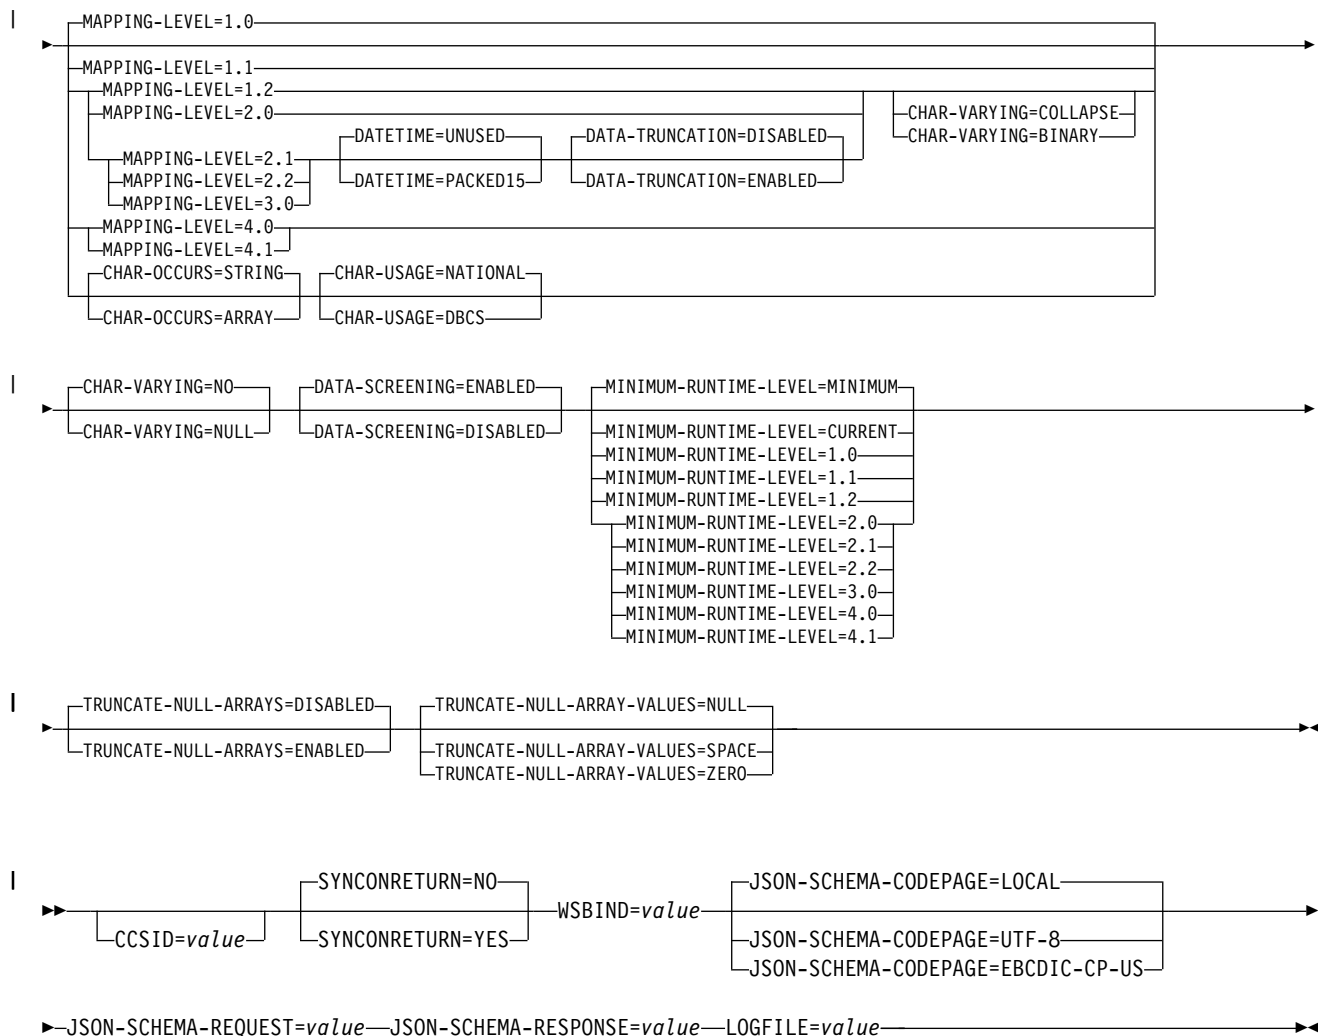 MAPPING-LEVEL=1.0
MAPPING-LEVEL=1.1
MAPPING-LEVEL=1.2
MAPPING-LEVEL=2.0
CHAR-VARYING=COLLAPSE
CHAR-VARYING=BINARY
DATETIME=UNUSED
DATA-TRUNCATION=DISABLED
MAPPING-LEVEL=2.1
MAPPING-LEVEL=2.2
MAPPING-LEVEL=3.0
DATETIME=PACKED15
DATA-TRUNCATION=ENABLED
MAPPING-LEVEL=4.0
MAPPING-LEVEL=4.1
CHAR-OCCURS=STRING
CHAR-USAGE=NATIONAL
CHAR-OCCURS=ARRAY
CHAR-USAGE=DBCS
CHAR-VARYING=NO
DATA-SCREENING=ENABLED
MINIMUM-RUNTIME-LEVEL=MINIMUM
CHAR-VARYING=NULL
DATA-SCREENING=DISABLED
MINIMUM-RUNTIME-LEVEL=CURRENT
MINIMUM-RUNTIME-LEVEL=1.0
MINIMUM-RUNTIME-LEVEL=1.1
MINIMUM-RUNTIME-LEVEL=1.2
MINIMUM-RUNTIME-LEVEL=2.0
MINIMUM-RUNTIME-LEVEL=2.1
MINIMUM-RUNTIME-LEVEL=2.2
MINIMUM-RUNTIME-LEVEL=3.0
MINIMUM-RUNTIME-LEVEL=4.0
MINIMUM-RUNTIME-LEVEL=4.1
TRUNCATE-NULL-ARRAYS=DISABLED
TRUNCATE-NULL-ARRAY-VALUES=NULL
TRUNCATE-NULL-ARRAYS=ENABLED
TRUNCATE-NULL-ARRAY-VALUES=SPACE
TRUNCATE-NULL-ARRAY-VALUES=ZERO
SYNCONRETURN=NO
JSON-SCHEMA-CODEPAGE=LOCAL
WSBIND=value
CCSID=value
SYNCONRETURN=YES
JSON-SCHEMA-CODEPAGE=UTF-8
JSON-SCHEMA-CODEPAGE=EBCDIC-CP-US
JSON-SCHEMA-REQUEST=value
JSON-SCHEMA-RESPONSE=value
LOGFILE=value